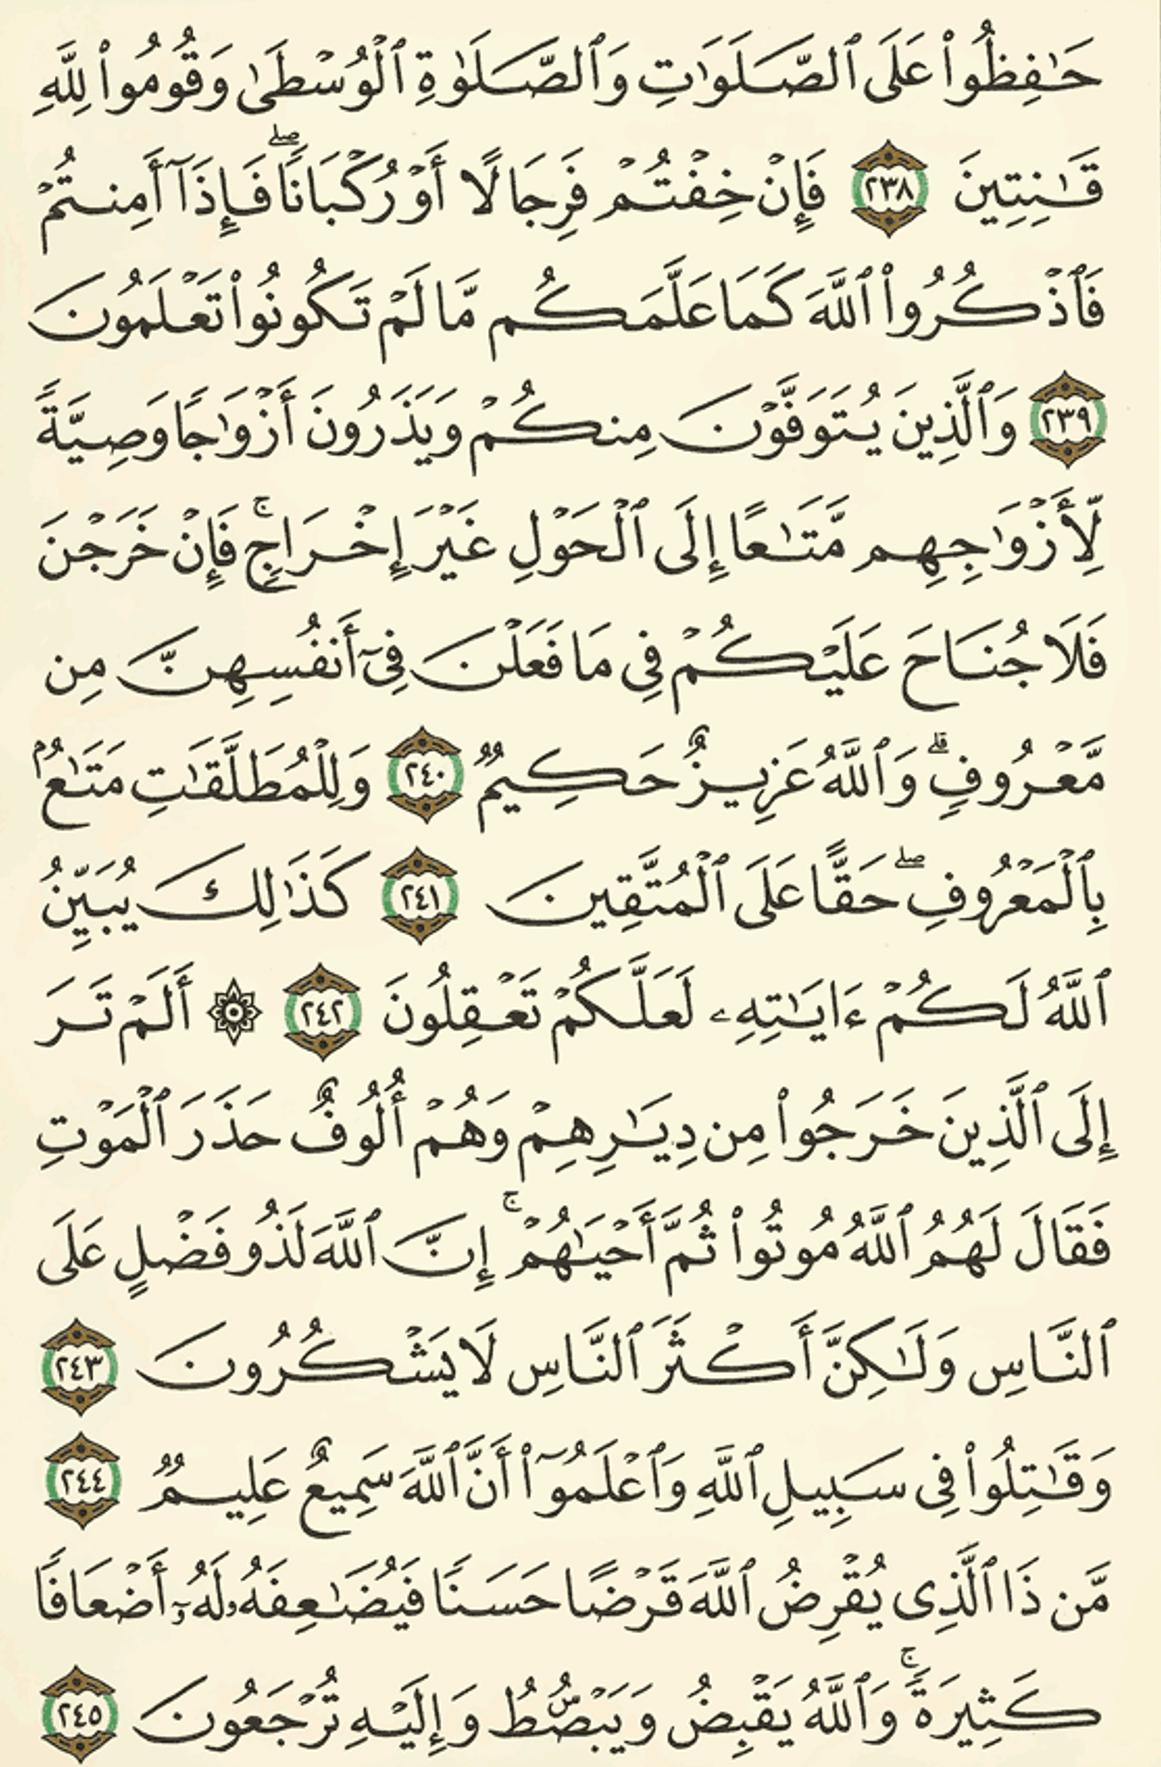 حَـٰفِظُوا۟ عَلَى ٱلصَّلَوَٰتِ وَٱلصَّلَوٰةِ ٱلْوُسْطَىٰ وَقُومُوا۟ لِلَّهِ
قَـٰنِتِينَ ٢٣٨ فَإِنْ خِفْتُمْ فَرِجَالًا أَوْ رُكْبَانًا ۖ فَإِذَآ أَمِنتُمْ
فَٱذْكُرُوا۟ ٱللَّهَ كَمَا عَلَّمَكُم مَّا لَمْ تَكُونُوا۟ تَعْلَمُونَ
٢٣٩ وَٱلَّذِينَ يُتَوَفَّوْنَ مِنكُمْ وَيَذَرُونَ أَزْوَٰجًا وَصِيَّةً
لِّأَزْوَٰجِهِم مَّتَـٰعًا إِلَى ٱلْحَوْلِ غَيْرَ إِخْرَاجٍ ۚ فَإِنْ خَرَجْنَ
فَلَا جُنَاحَ عَلَيْكُمْ فِى مَا فَعَلْنَ فِىٓ أَنفُسِهِنَّ مِن
مَّعْرُوفٍ ۗ وَٱللَّهُ عَزِيزٌ حَكِيمٌ ٢٤٠ وَلِلْمُطَلَّقَـٰتِ مَتَـٰعٌۢ
بِٱلْمَعْرُوفِ ۖ حَقًّا عَلَى ٱلْمُتَّقِينَ ٢٤١ كَذَٰلِكَ يُبَيِّنُ
ٱللَّهُ لَكُمْ ءَايَـٰتِهِۦ لَعَلَّكُمْ تَعْقِلُونَ ٢٤٢ ۞ أَلَمْ تَرَ
إِلَى ٱلَّذِينَ خَرَجُوا۟ مِن دِيَـٰرِهِمْ وَهُمْ أُلُوفٌ حَذَرَ ٱلْمَوْتِ
فَقَالَ لَهُمُ ٱللَّهُ مُوتُوا۟ ثُمَّ أَحْيَـٰهُمْ ۚ إِنَّ ٱللَّهَ لَذُو فَضْلٍ عَلَى
ٱلنَّاسِ وَلَـٰكِنَّ أَكْثَرَ ٱلنَّاسِ لَا يَشْكُرُونَ ٢٤٣
وَقَـٰتِلُوا۟ فِى سَبِيلِ ٱللَّهِ وَٱعْلَمُوٓا۟ أَنَّ ٱللَّهَ سَمِيعٌ عَلِيمٌ ٢٤٤
مَّن ذَا ٱلَّذِى يُقْرِضُ ٱللَّهَ قَرْضًا حَسَنًا فَيُضَـٰعِفَهُۥ لَهُۥٓ أَضْعَافًا
كَثِيرَةً ۚ وَٱللَّهُ يَقْبِضُ وَيَبْصُۜطُ وَإِلَيْهِ تُرْجَعُونَ ٢٤٥